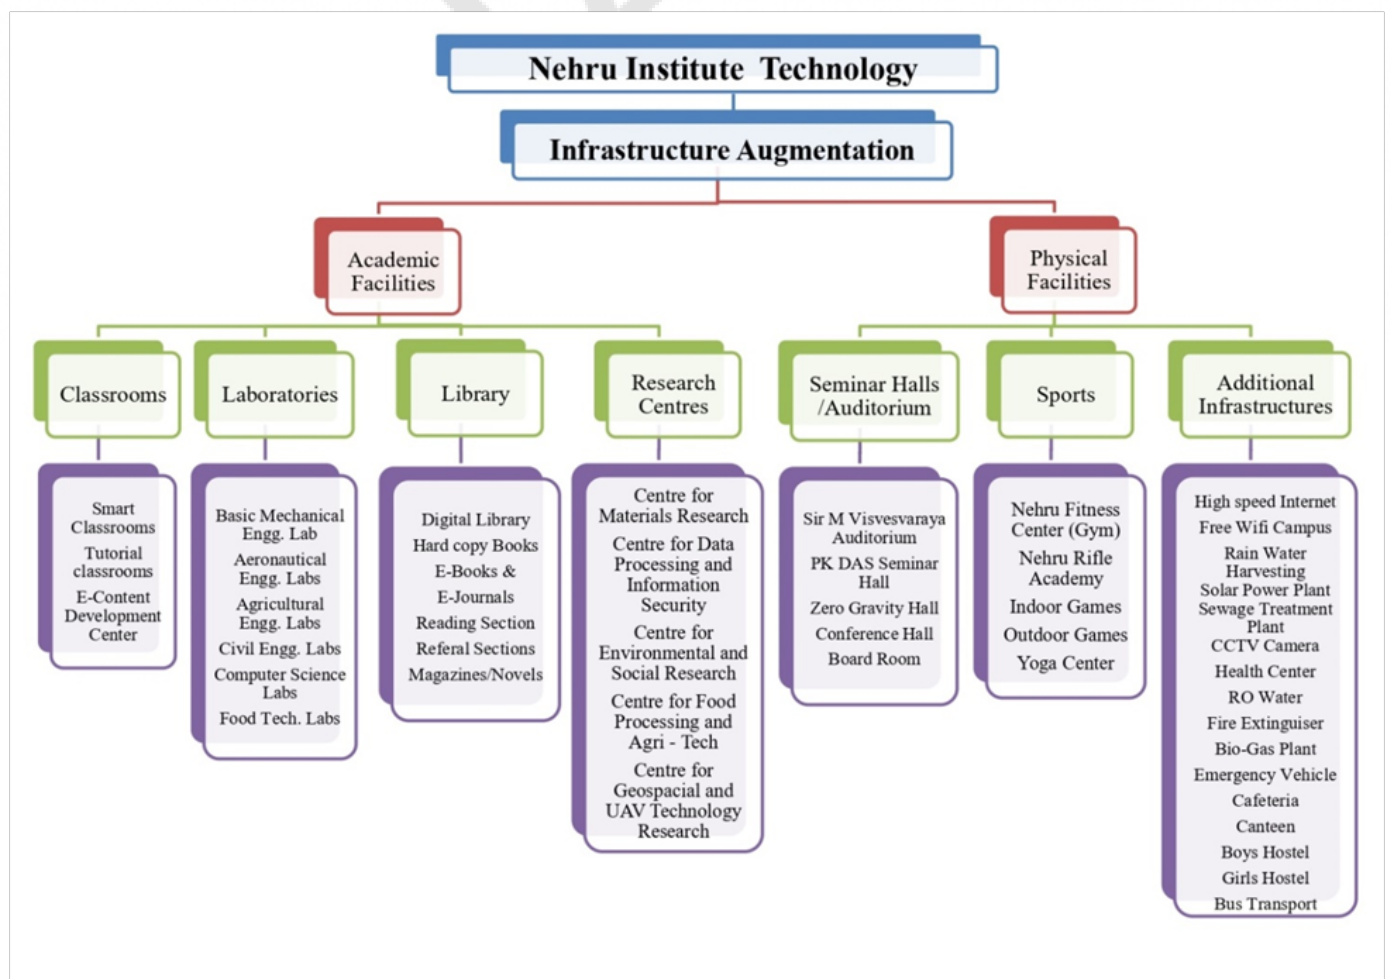 Nehru Institute  Technology
Infrastructure Augmentation
Academic
Facilities
Physical
Facilities
Classrooms
Laboratories
Library
Research
Centres
Seminar Halls
/Auditorium
Sports
Additional
Infrastructures
Smart
Classrooms
Tutorial
classrooms
E-Content
Development
Center
Basic Mechanical
Engg. Lab
Aeronautical
Engg. Labs
Agricultural
Engg. Labs
Civil Engg. Labs
Computer Science
Labs
Food Tech. Labs
Digital Library
Hard copy Books
E-Books &
E-Journals
Reading Section
Referal Sections
Magazines/Novels
Centre for
Materials Research
Centre for Data
Processing and
Information
Security
Centre for
Environmental and
Social Research
Centre for Food
Processing and
Agri - Tech
Centre for
Geospacial and
UAV Technology
Research
Sir M Visvesvaraya
Auditorium
PK DAS Seminar
Hall
Zero Gravity Hall
Conference Hall
Board Room
Nehru Fitness
Center (Gym)
Nehru Rifle
Academy
Indoor Games
Outdoor Games
Yoga Center
High speed Internet
Free Wifi Campus
Rain Water
Harvesting
Solar Power Plant
Sewage Treatment
Plant
CCTV Camera
Health Center
RO Water
Fire Extinguiser
Bio-Gas Plant
Emergency Vehicle
Cafeteria
Canteen
Boys Hostel
Girls Hostel
Bus Transport